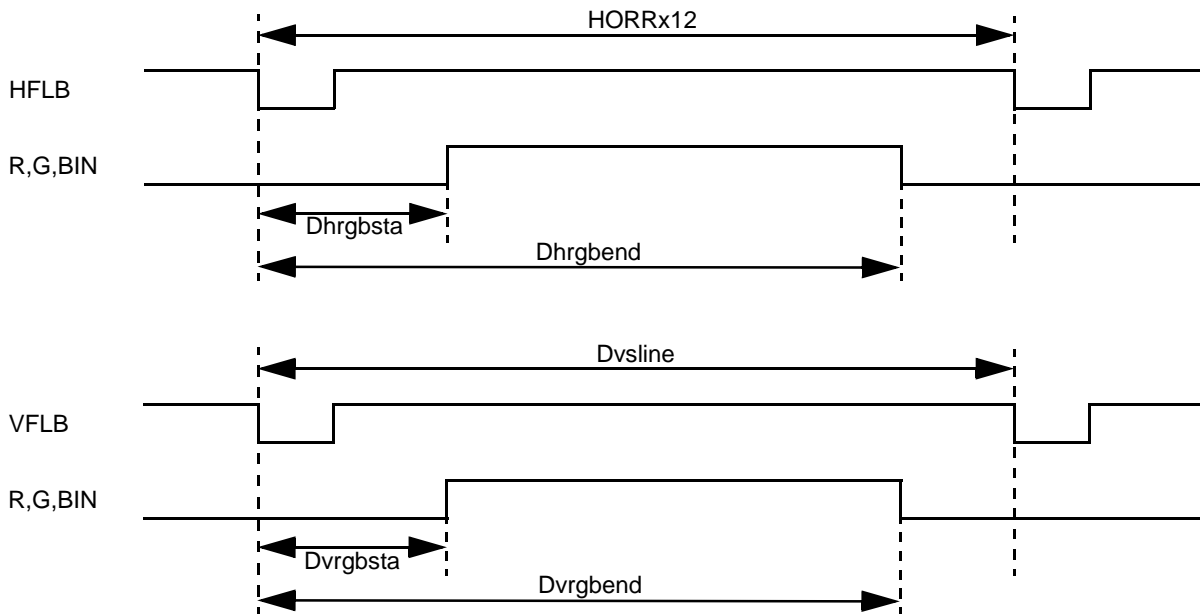 HORRx12
HFLB
R,G,BIN
Dhrgbsta
Dhrgbend
Dvsline
VFLB
R,G,BIN
Dvrgbsta
Dvrgbend